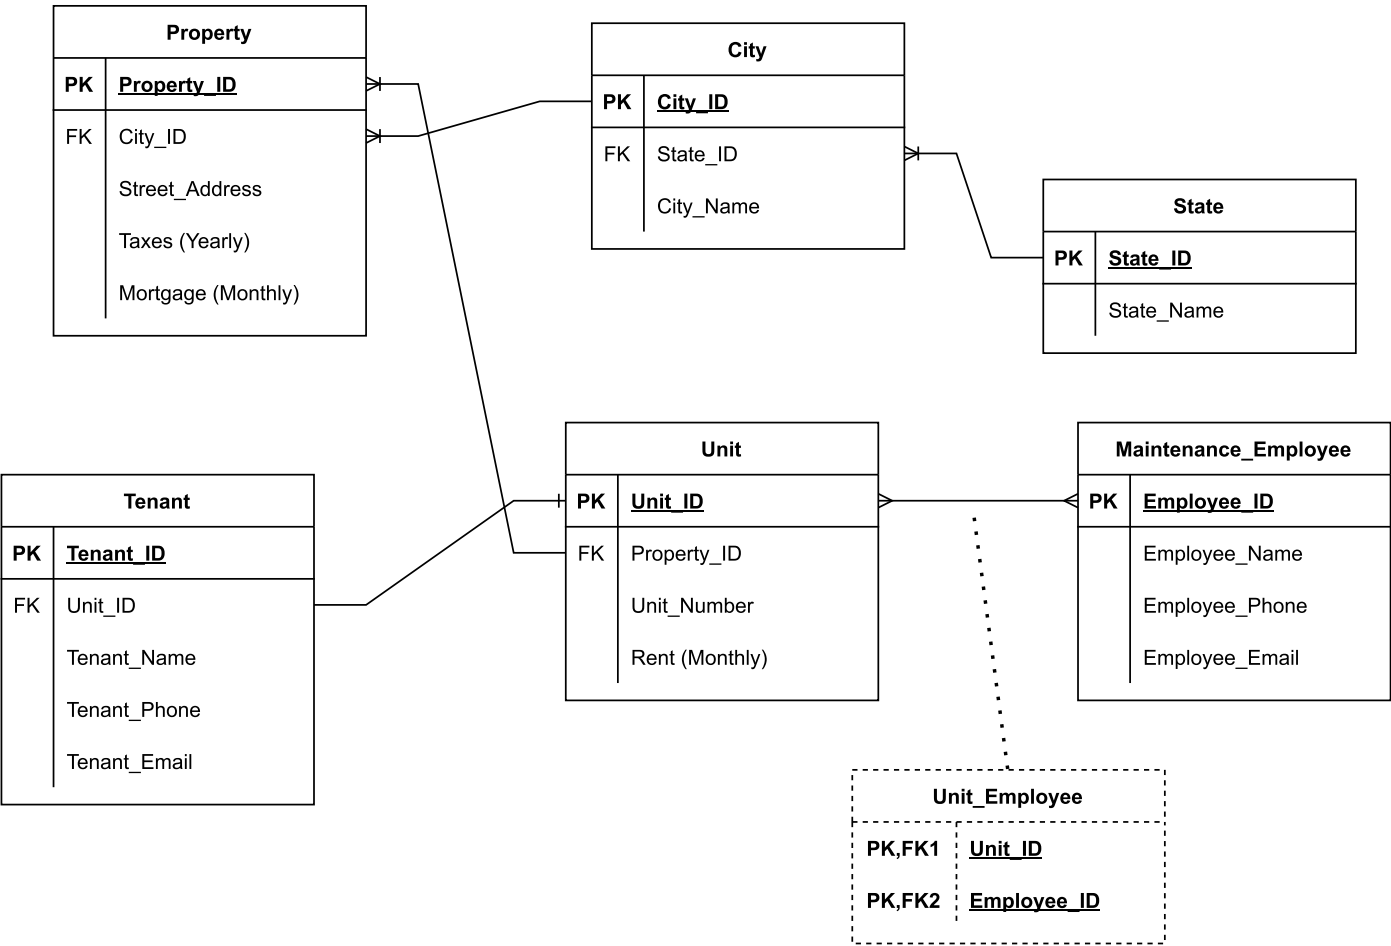 Property
PK Property_ID
FK City_ID
Street_Address
Taxes (Yearly)
Mortgage (Monthly)
City
PK City_ID
FK State_ID
City_Name
State
PK State_ID
State_Name
Tenant
PK Tenant_ID
FK Unit_ID
Tenant_Name
Tenant_Phone
Tenant_Email
Unit
PK Unit_ID
FK Property_ID
Unit_Number
Rent (Monthly)
Maintenance_Employee
PK Employee_ID
Employee_Name
Employee_Phone
Employee_Email
Unit_Employee
PK,FK1 Unit_ID
PK,FK2 Employee_ID